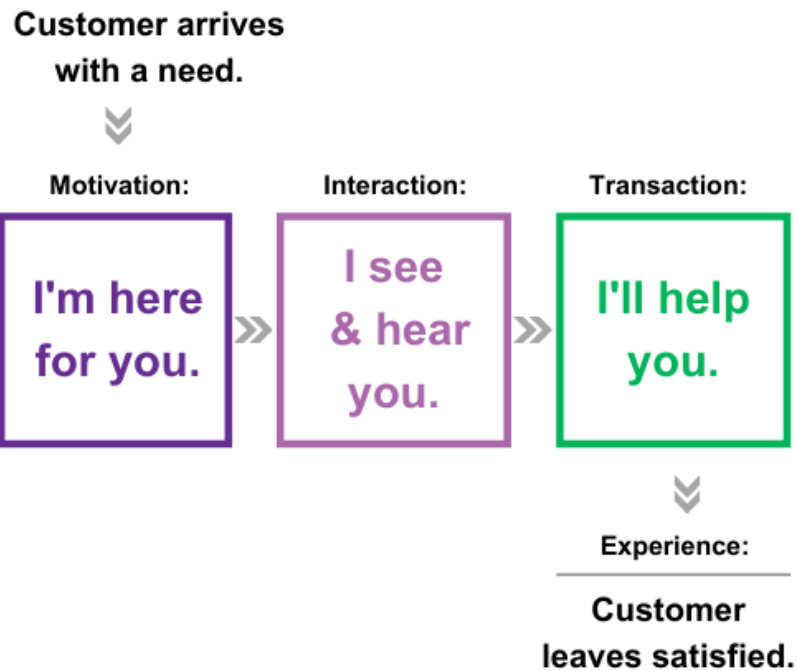 Customer arrives
with a need.
Motivation:
I'm here
for you.
Interaction:
I see
& hear
you.
Transaction:
I'll help
you.
Experience:
Customer
leaves satisfied.